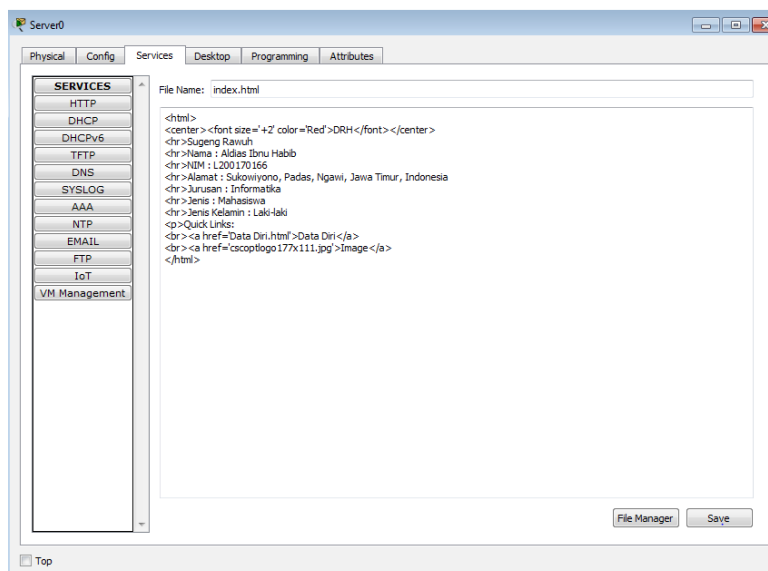 Server0
Physical Config Services Desktop Programming Attributes
SERVICES
HTTP
DHCP
DHCPv6
TFTP
DNS
SYSLOG
AAA
NTP
EMAIL
FTP
IoT
VM Management
File Name: index.html
<html>
<center><font size='+2' color='Red'>DRH</font></center>
<hr>Sugeng Rawuh
<hr>Nama : Aldias Ibnu Habib
<hr>NIM : L200170166
<hr>Alamat : Sukowiyono, Padas, Ngawi, Jawa Timur, Indonesia
<hr>Jurusan : Informatika
<hr>Jenis : Mahasiswa
<hr>Jenis Kelamin : Laki-laki
<p>Quick Links:
<br><a href='Data Diri.html'>Data Diri</a>
<br><a href='cscoptlogo177x111.jpg'>Image</a>
</html>
File Manager Save
Top